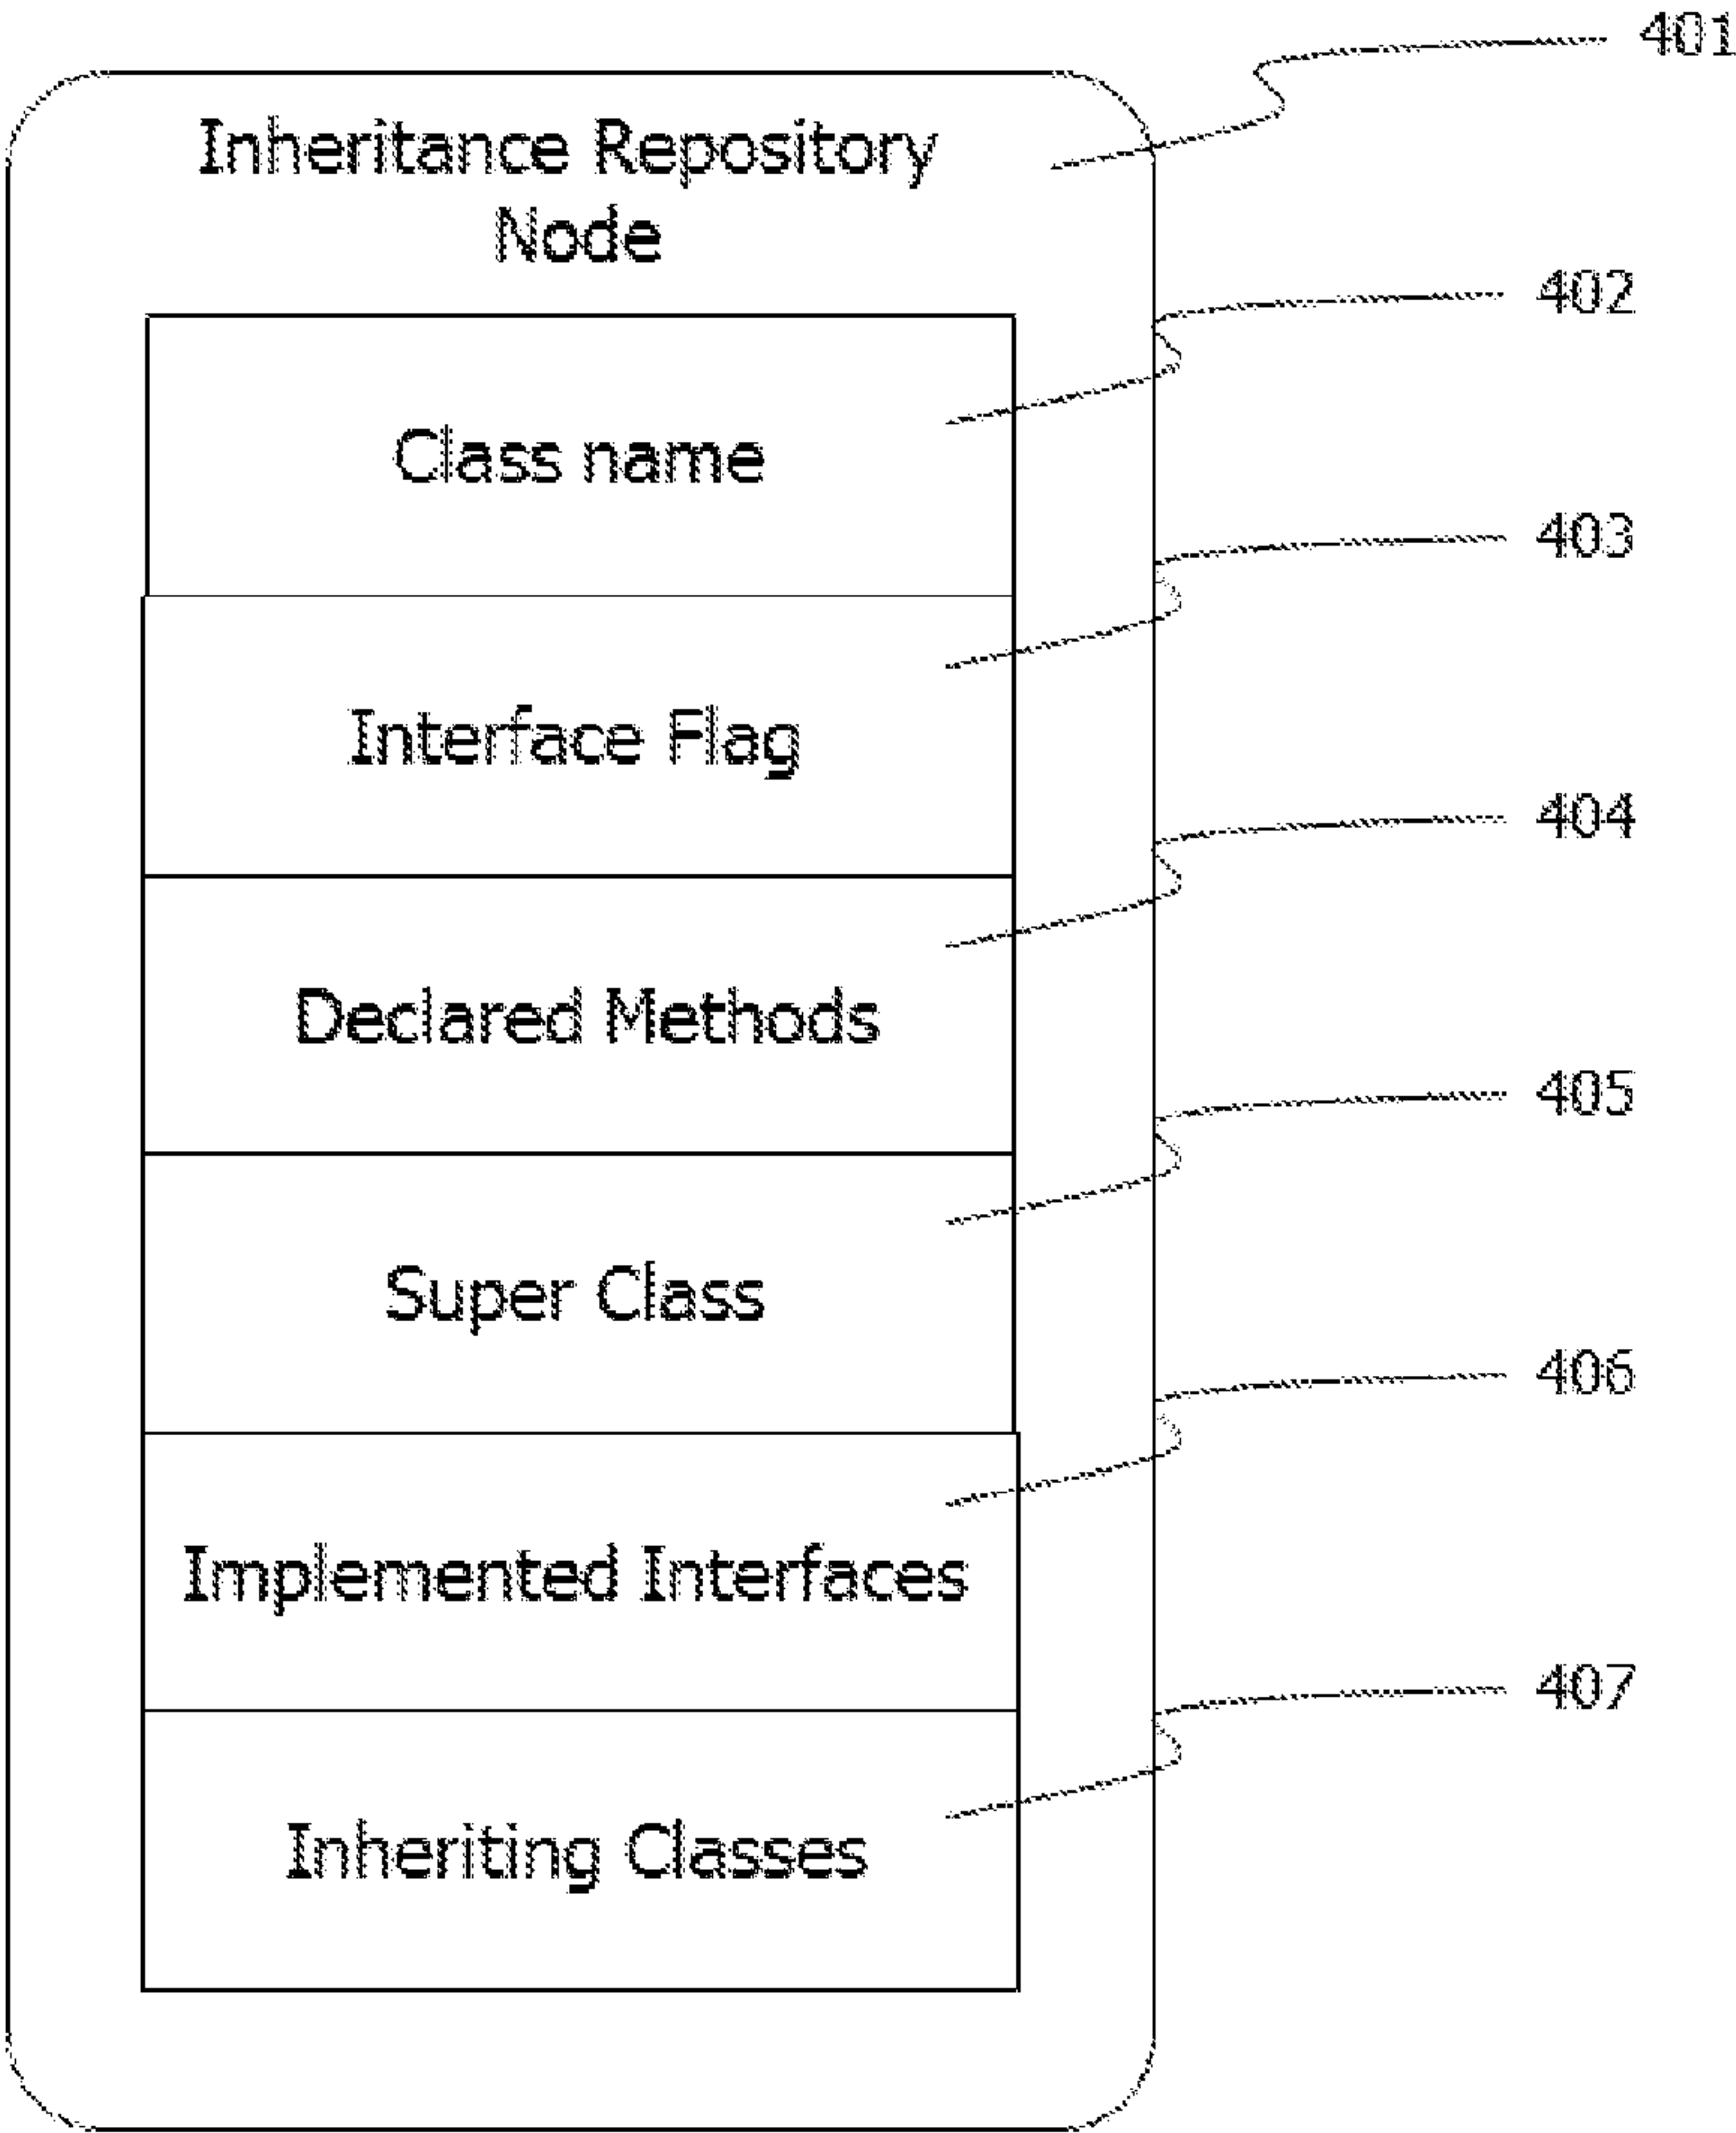 401
Inheritance Repository
Node
402
Class name
403
Interface Flag
404
Declared Methods
405
Super Class
406
Implemented Interfaces
407
Inheriting Classes